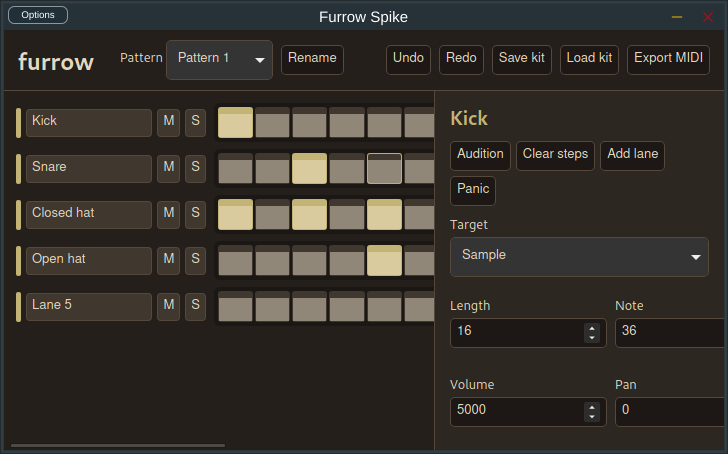 Options
Furrow Spike
furrow Pattern Pattern 1 Rename Undo Redo Save kit Load kit Export MIDI
Kick M S
Snare M S
Closed hat M S
Open hat M S
Lane 5 M S
Kick
Audition Clear steps Add lane
Panic
Target
Sample
Length Note
16 36
Volume Pan
5000 0